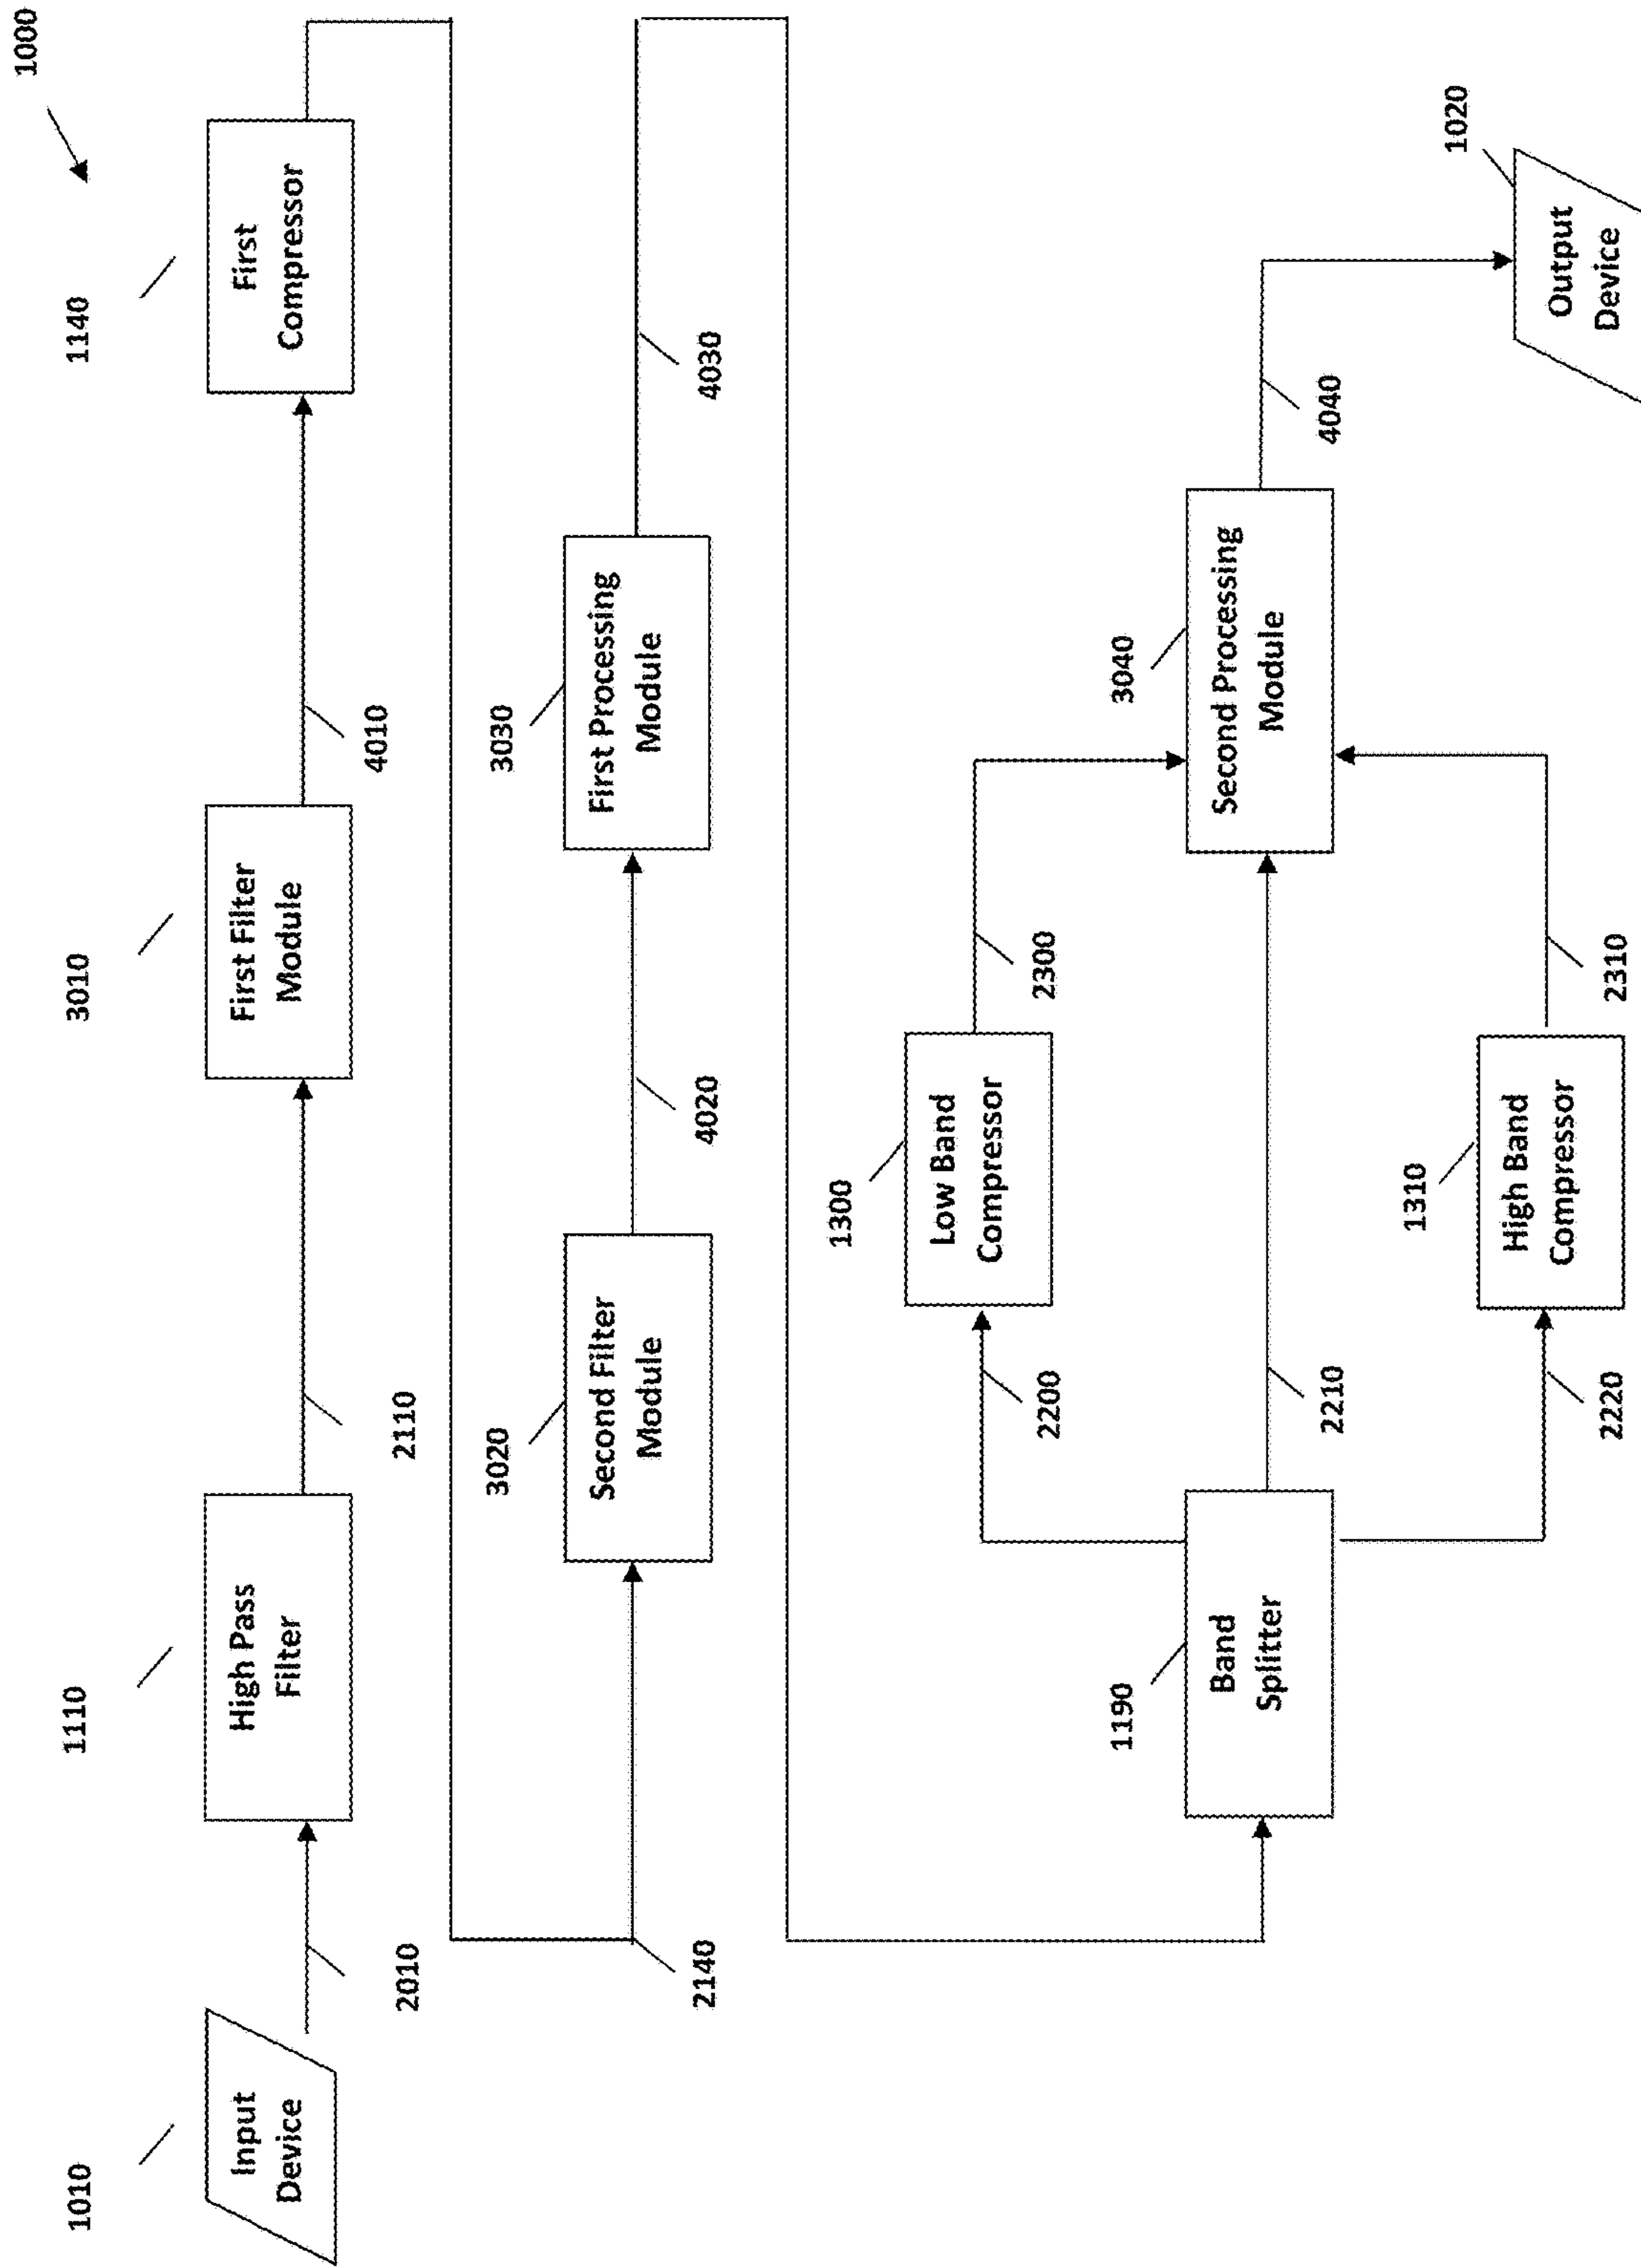 1000
1010
Input
Device
2010
1110
High Pass
Filter
2110
3010
First Filter
Module
4010
1140
First
Compressor
2140
3020
Second Filter
Module
4020
3030
First Processing
Module
4030
1190
Band
Splitter
2200
1300
Low Band
Compressor
2300
2210
2220
1310
High Band
Compressor
2310
3040
Second Processing
Module
4040
1020
Output
Device